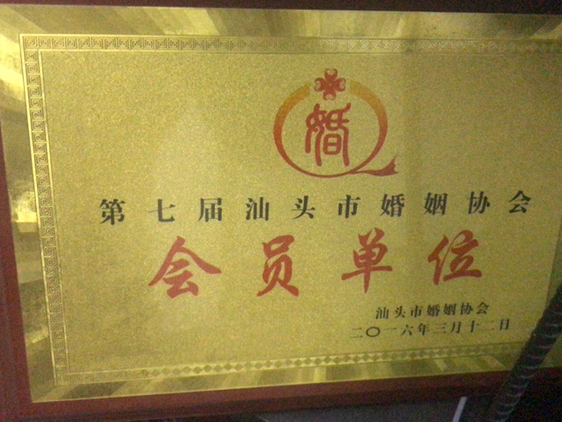 婚
第七届汕头市婚姻协会
会员单位
汕头市婚姻协会
二〇一六年三月十二日